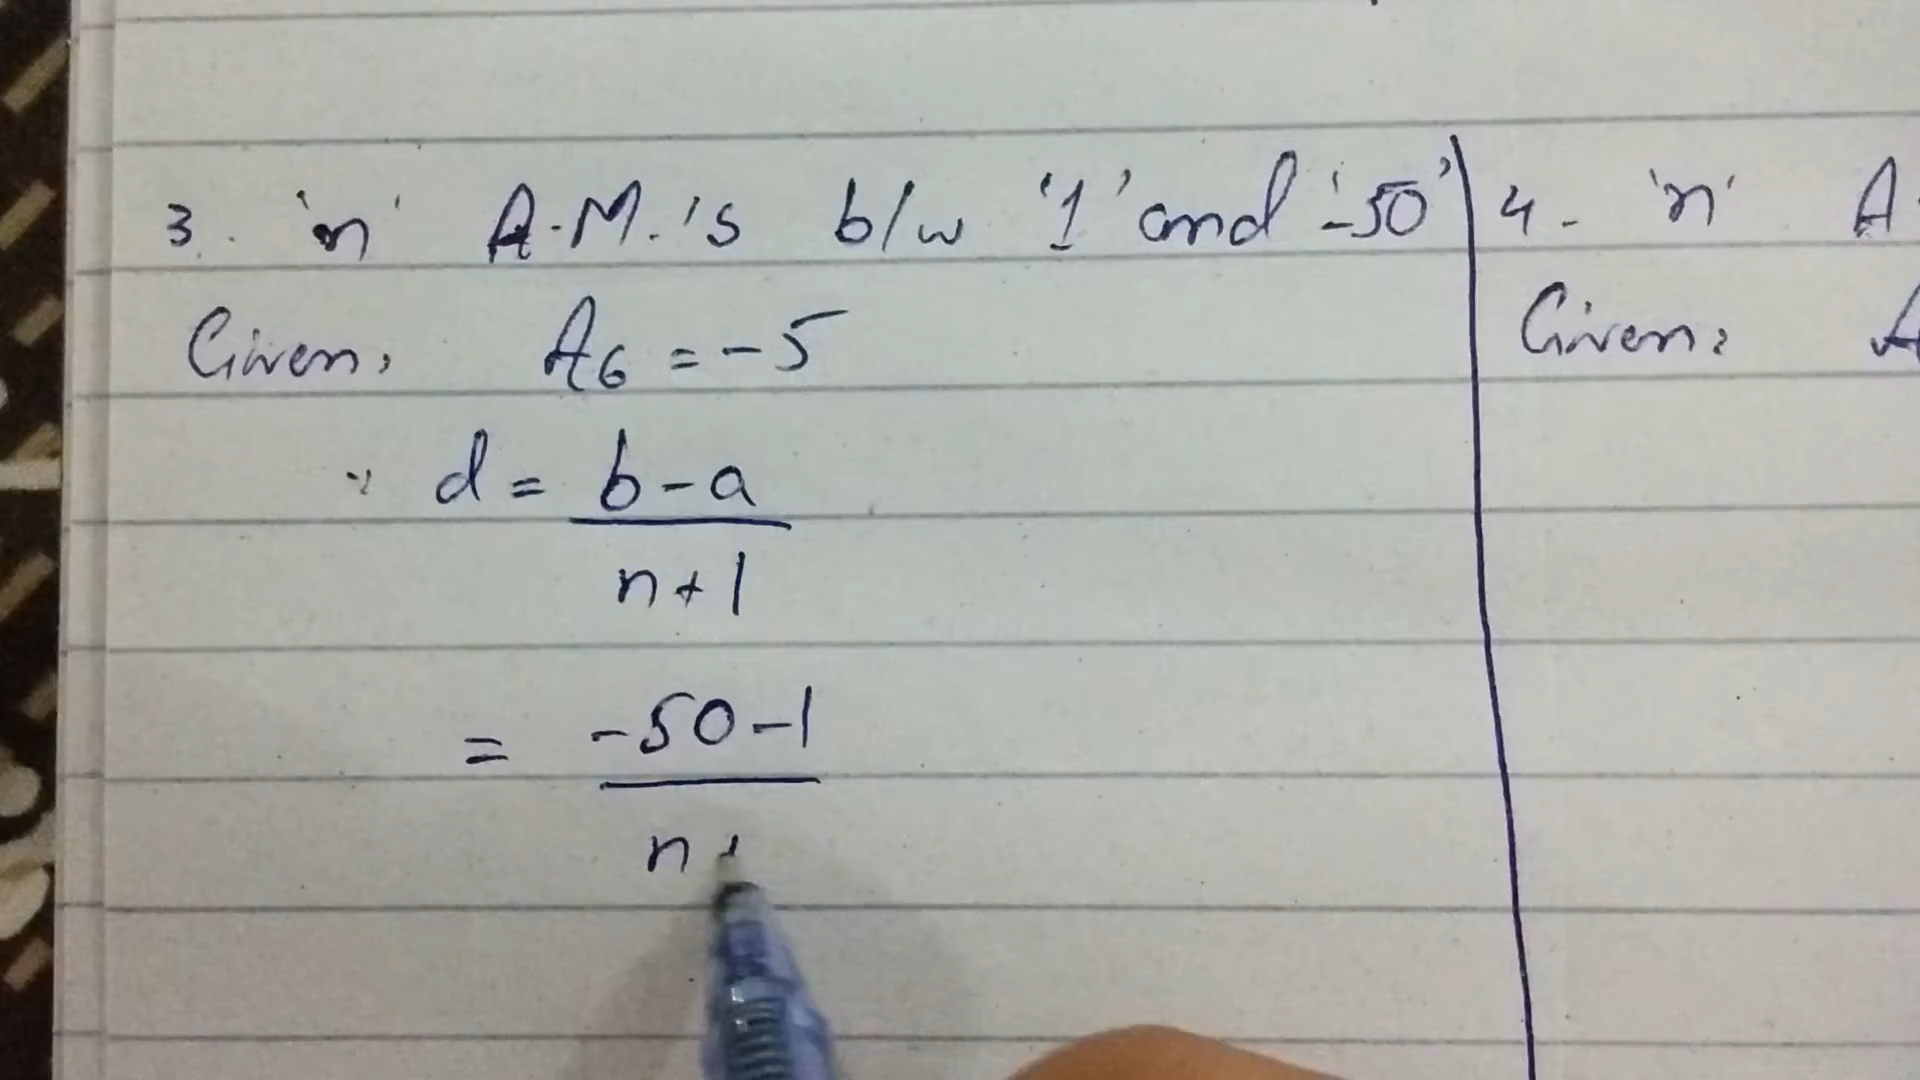 3. 'n' A.M.'s b/w '1' and '-50'
Given, A6 = -5
∵ d = b-a
n+1
= -50-1
n+
4- 'n' A.
Given: A